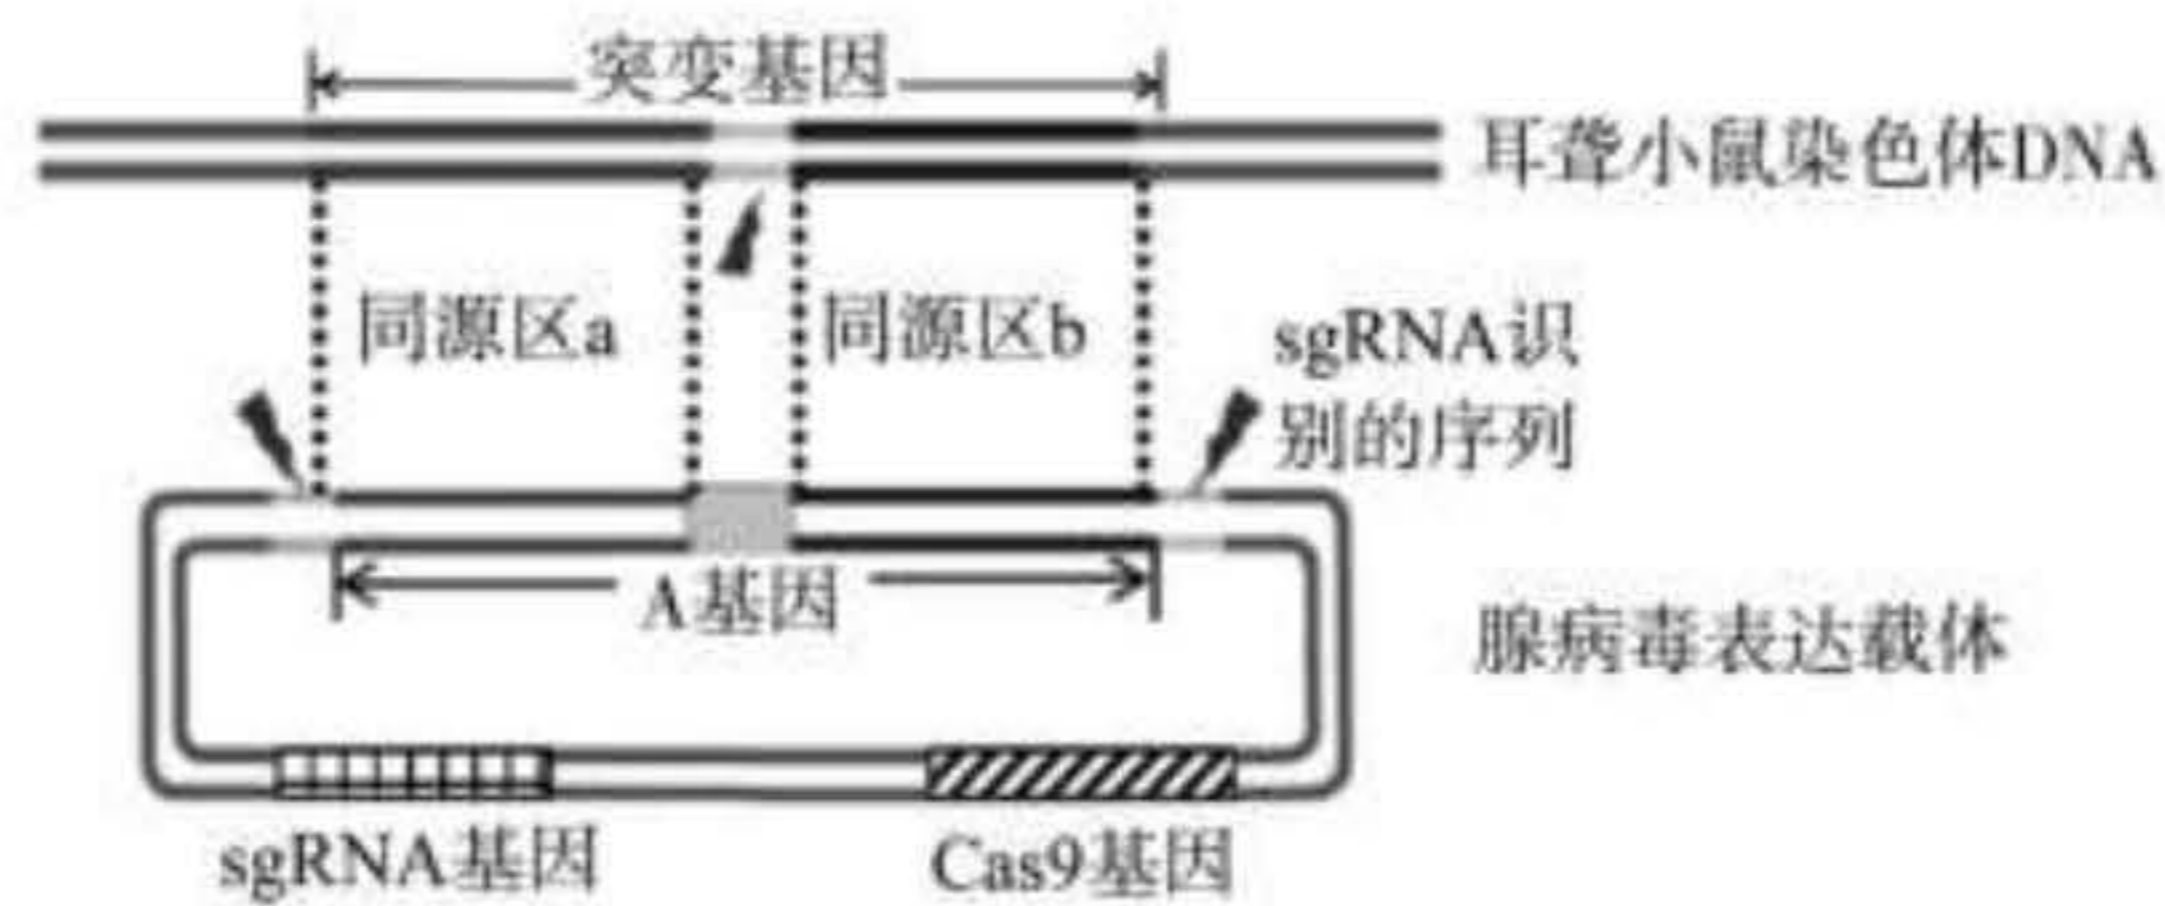 突变基因
耳聋小鼠染色体DNA
同源区a
同源区b
sgRNA识
别的序列
A基因
腺病毒表达载体
sgRNA基因
Cas9基因